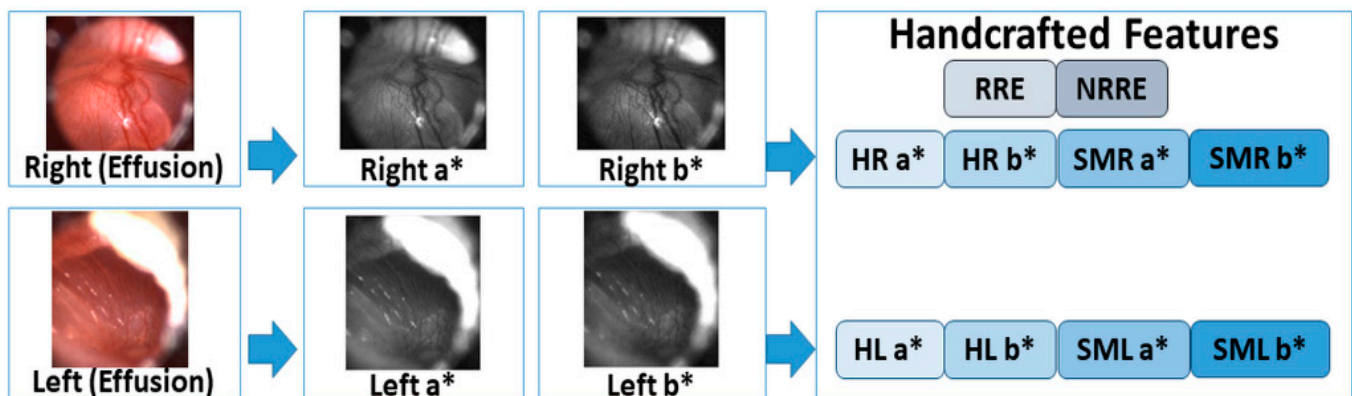 Handcrafted Features
RRE NRRE
Right (Effusion) Right a* Right b* HR a* HR b* SMR a* SMR b*
Left (Effusion) Left a* Left b* HL a* HL b* SML a* SML b*